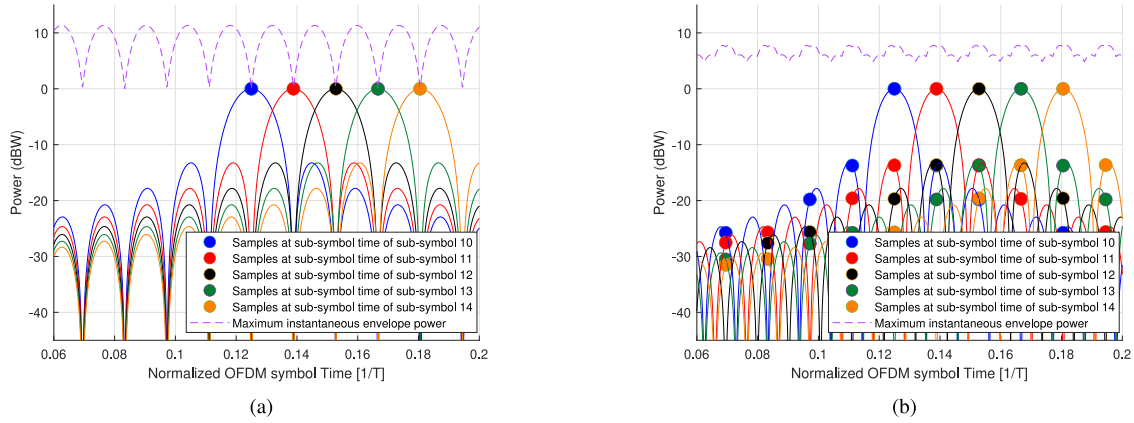 10
0
-10
-20
-30
-40
Power (dBW)
0.06
0.08
0.1
0.12
0.14
0.16
0.18
0.2
Normalized OFDM symbol Time [1/T]
Samples at sub-symbol time of sub-symbol 10
Samples at sub-symbol time of sub-symbol 11
Samples at sub-symbol time of sub-symbol 12
Samples at sub-symbol time of sub-symbol 13
Samples at sub-symbol time of sub-symbol 14
Maximum instantaneous envelope power
(a)
10
0
-10
-20
-30
-40
Power (dBW)
0.06
0.08
0.1
0.12
0.14
0.16
0.18
0.2
Normalized OFDM symbol Time [1/T]
Samples at sub-symbol time of sub-symbol 10
Samples at sub-symbol time of sub-symbol 11
Samples at sub-symbol time of sub-symbol 12
Samples at sub-symbol time of sub-symbol 13
Samples at sub-symbol time of sub-symbol 14
Maximum instantaneous envelope power
(b)